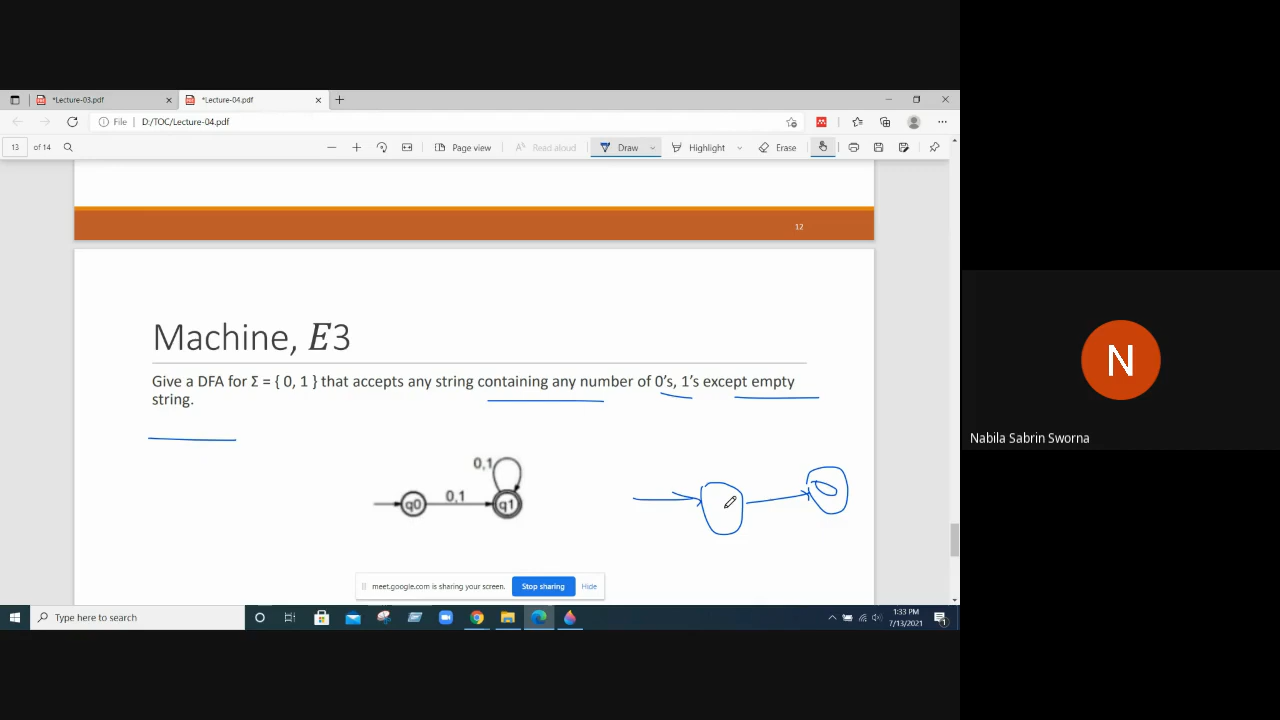 *Lecture-03.pdf
*Lecture-04.pdf
File
D:/TOC/Lecture-04.pdf
13 of 14
Page view
Read aloud
Draw
Highlight
Erase
12
Machine, E3
Give a DFA for Σ = { 0, 1 } that accepts any string containing any number of 0's, 1's except empty
string.
0,1
q0
0,1
q1
N
Nabila Sabrin Sworna
meet.google.com is sharing your screen.
Stop sharing
Hide
Type here to search
1:33 PM
7/13/2021
1